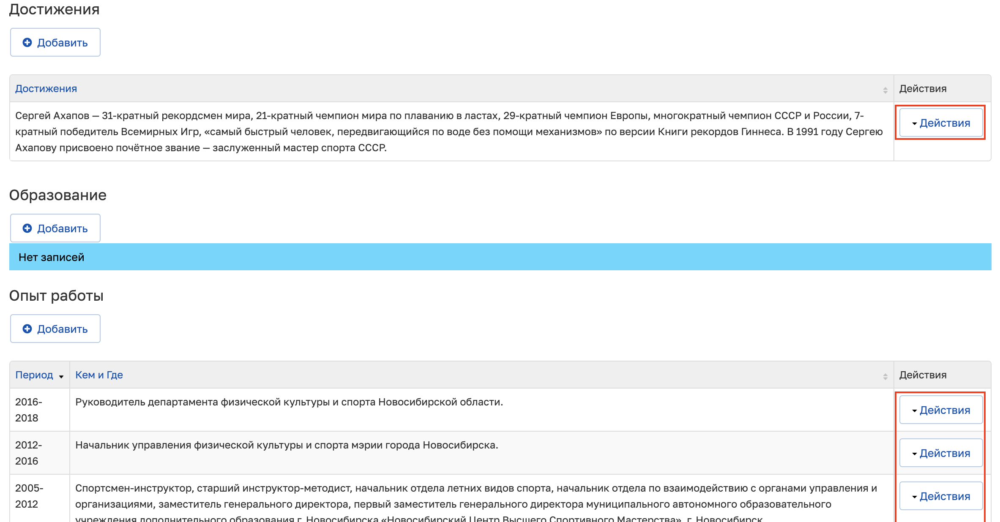 Достижения
Добавить
Достижения Действия
Сергей Ахапов — 31-кратный рекордсмен мира, 21-кратный чемпион мира по плаванию в ластах, 29-кратный чемпион Европы, многократный чемпион СССР и России, 7-
кратный победитель Всемирных Игр, «самый быстрый человек, передвигающийся по воде без помощи механизмов» по версии Книги рекордов Гиннеса. В 1991 году Сергею
Ахапову присвоено почётное звание — заслуженный мастер спорта СССР.
Действия
Образование
Добавить
Нет записей
Опыт работы
Добавить
Период Кем и Где Действия
2016-
2018
Руководитель департамента физической культуры и спорта Новосибирской области.
Действия
2012-
2016
Начальник управления физической культуры и спорта мэрии города Новосибирска.
Действия
2005-
2012
Спортсмен-инструктор, старший инструктор-методист, начальник отдела летних видов спорта, начальник отдела по взаимодействию с органами управления и
организациями, заместитель генерального директора, первый заместитель генерального директора муниципального автономного образовательного
учреждения дополнительного образования г. Новосибирска «Новосибирский Центр Высшего Спортивного Мастерства», г. Новосибирск
Действия